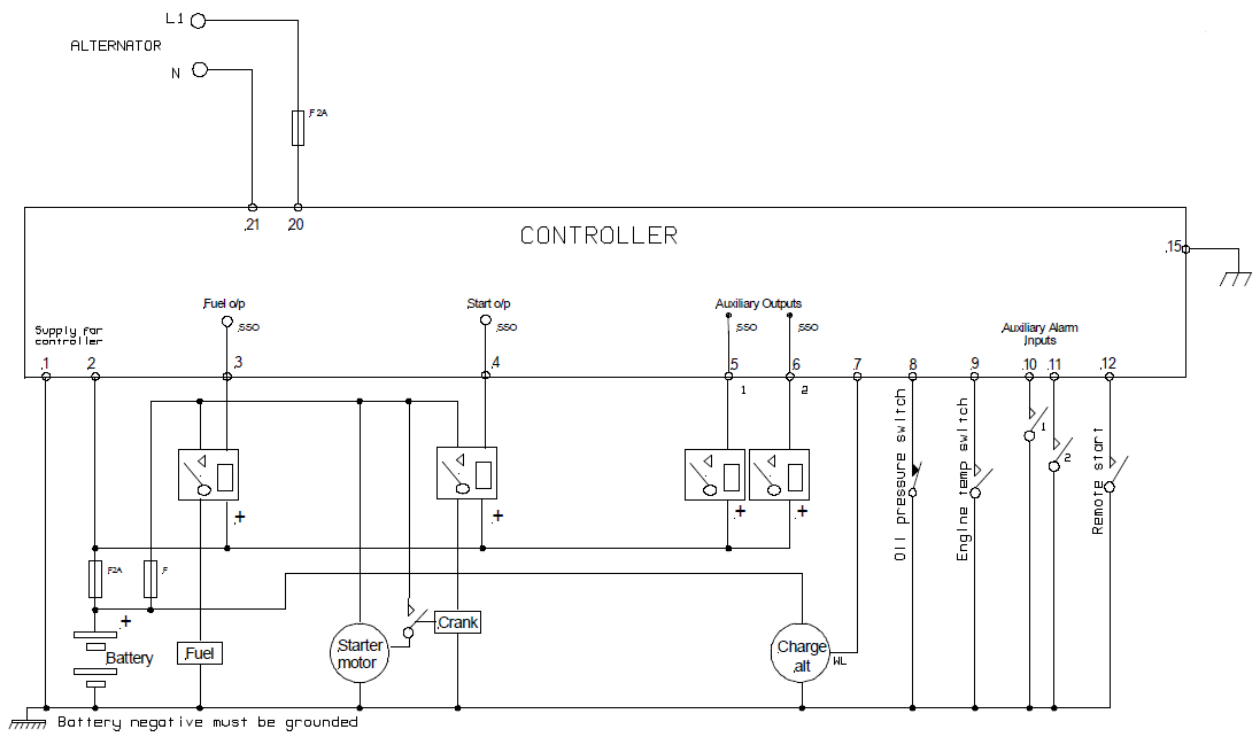 L1
ALTERNATOR
N
F2A
21 20
CONTROLLER
15
Fuel o/p
SSO
Start o/p
SSO
Auxiliary Outputs
SSO SSO
Supply for
controller
Auxiliary Alarm
Inputs
1 2 3 4 5 6 7 8 9 10 11 12
1 2
Oil pressure switch
Engine temp switch
1
2
Remote start
+ + + +
F2A F
+
Battery
Fuel
Starter
motor
Crank
Charge
alt
WL
Battery negative must be grounded